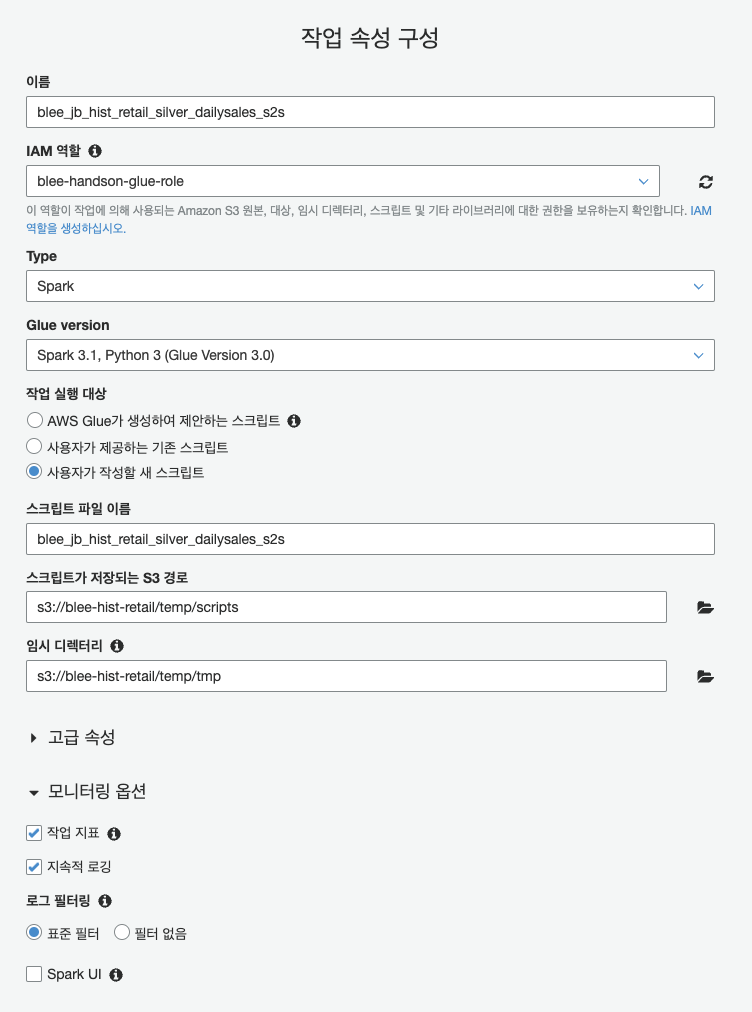 작업 속성 구성
이름
blee_jb_hist_retail_silver_dailysales_s2s
IAM 역할
blee-handson-glue-role
이 역할이 작업에 의해 사용되는 Amazon S3 원본, 대상, 임시 디렉터리, 스크립트 및 기타 라이브러리에 대한 권한을 보유하는지 확인합니다. IAM
역할을 생성하십시오.
Type
Spark
Glue version
Spark 3.1, Python 3 (Glue Version 3.0)
작업 실행 대상
AWS Glue가 생성하여 제안하는 스크립트
사용자가 제공하는 기존 스크립트
사용자가 작성할 새 스크립트
스크립트 파일 이름
blee_jb_hist_retail_silver_dailysales_s2s
스크립트가 저장되는 S3 경로
s3://blee-hist-retail/temp/scripts
임시 디렉터리
s3://blee-hist-retail/temp/tmp
고급 속성
모니터링 옵션
작업 지표
지속적 로깅
로그 필터링
표준 필터 필터 없음
Spark UI